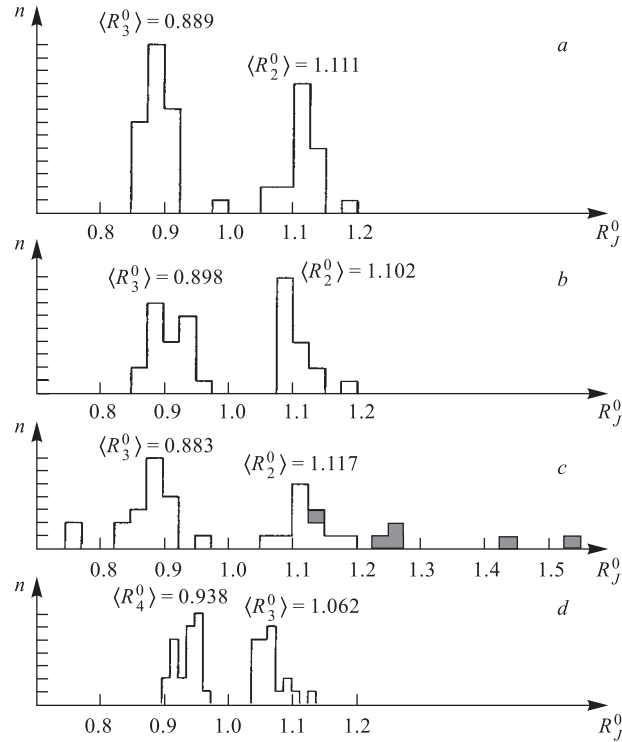 n
⟨R₃⁰⟩ = 0.889
⟨R₂⁰⟩ = 1.111
a
0.8 0.9 1.0 1.1 1.2 R_J⁰
n
⟨R₃⁰⟩ = 0.898
⟨R₂⁰⟩ = 1.102
b
0.8 0.9 1.0 1.1 1.2 R_J⁰
n
⟨R₃⁰⟩ = 0.883
⟨R₂⁰⟩ = 1.117
c
0.8 0.9 1.0 1.1 1.2 1.3 1.4 1.5 R_J⁰
n
⟨R₄⁰⟩ = 0.938
⟨R₃⁰⟩ = 1.062
d
0.8 0.9 1.0 1.1 1.2 R_J⁰